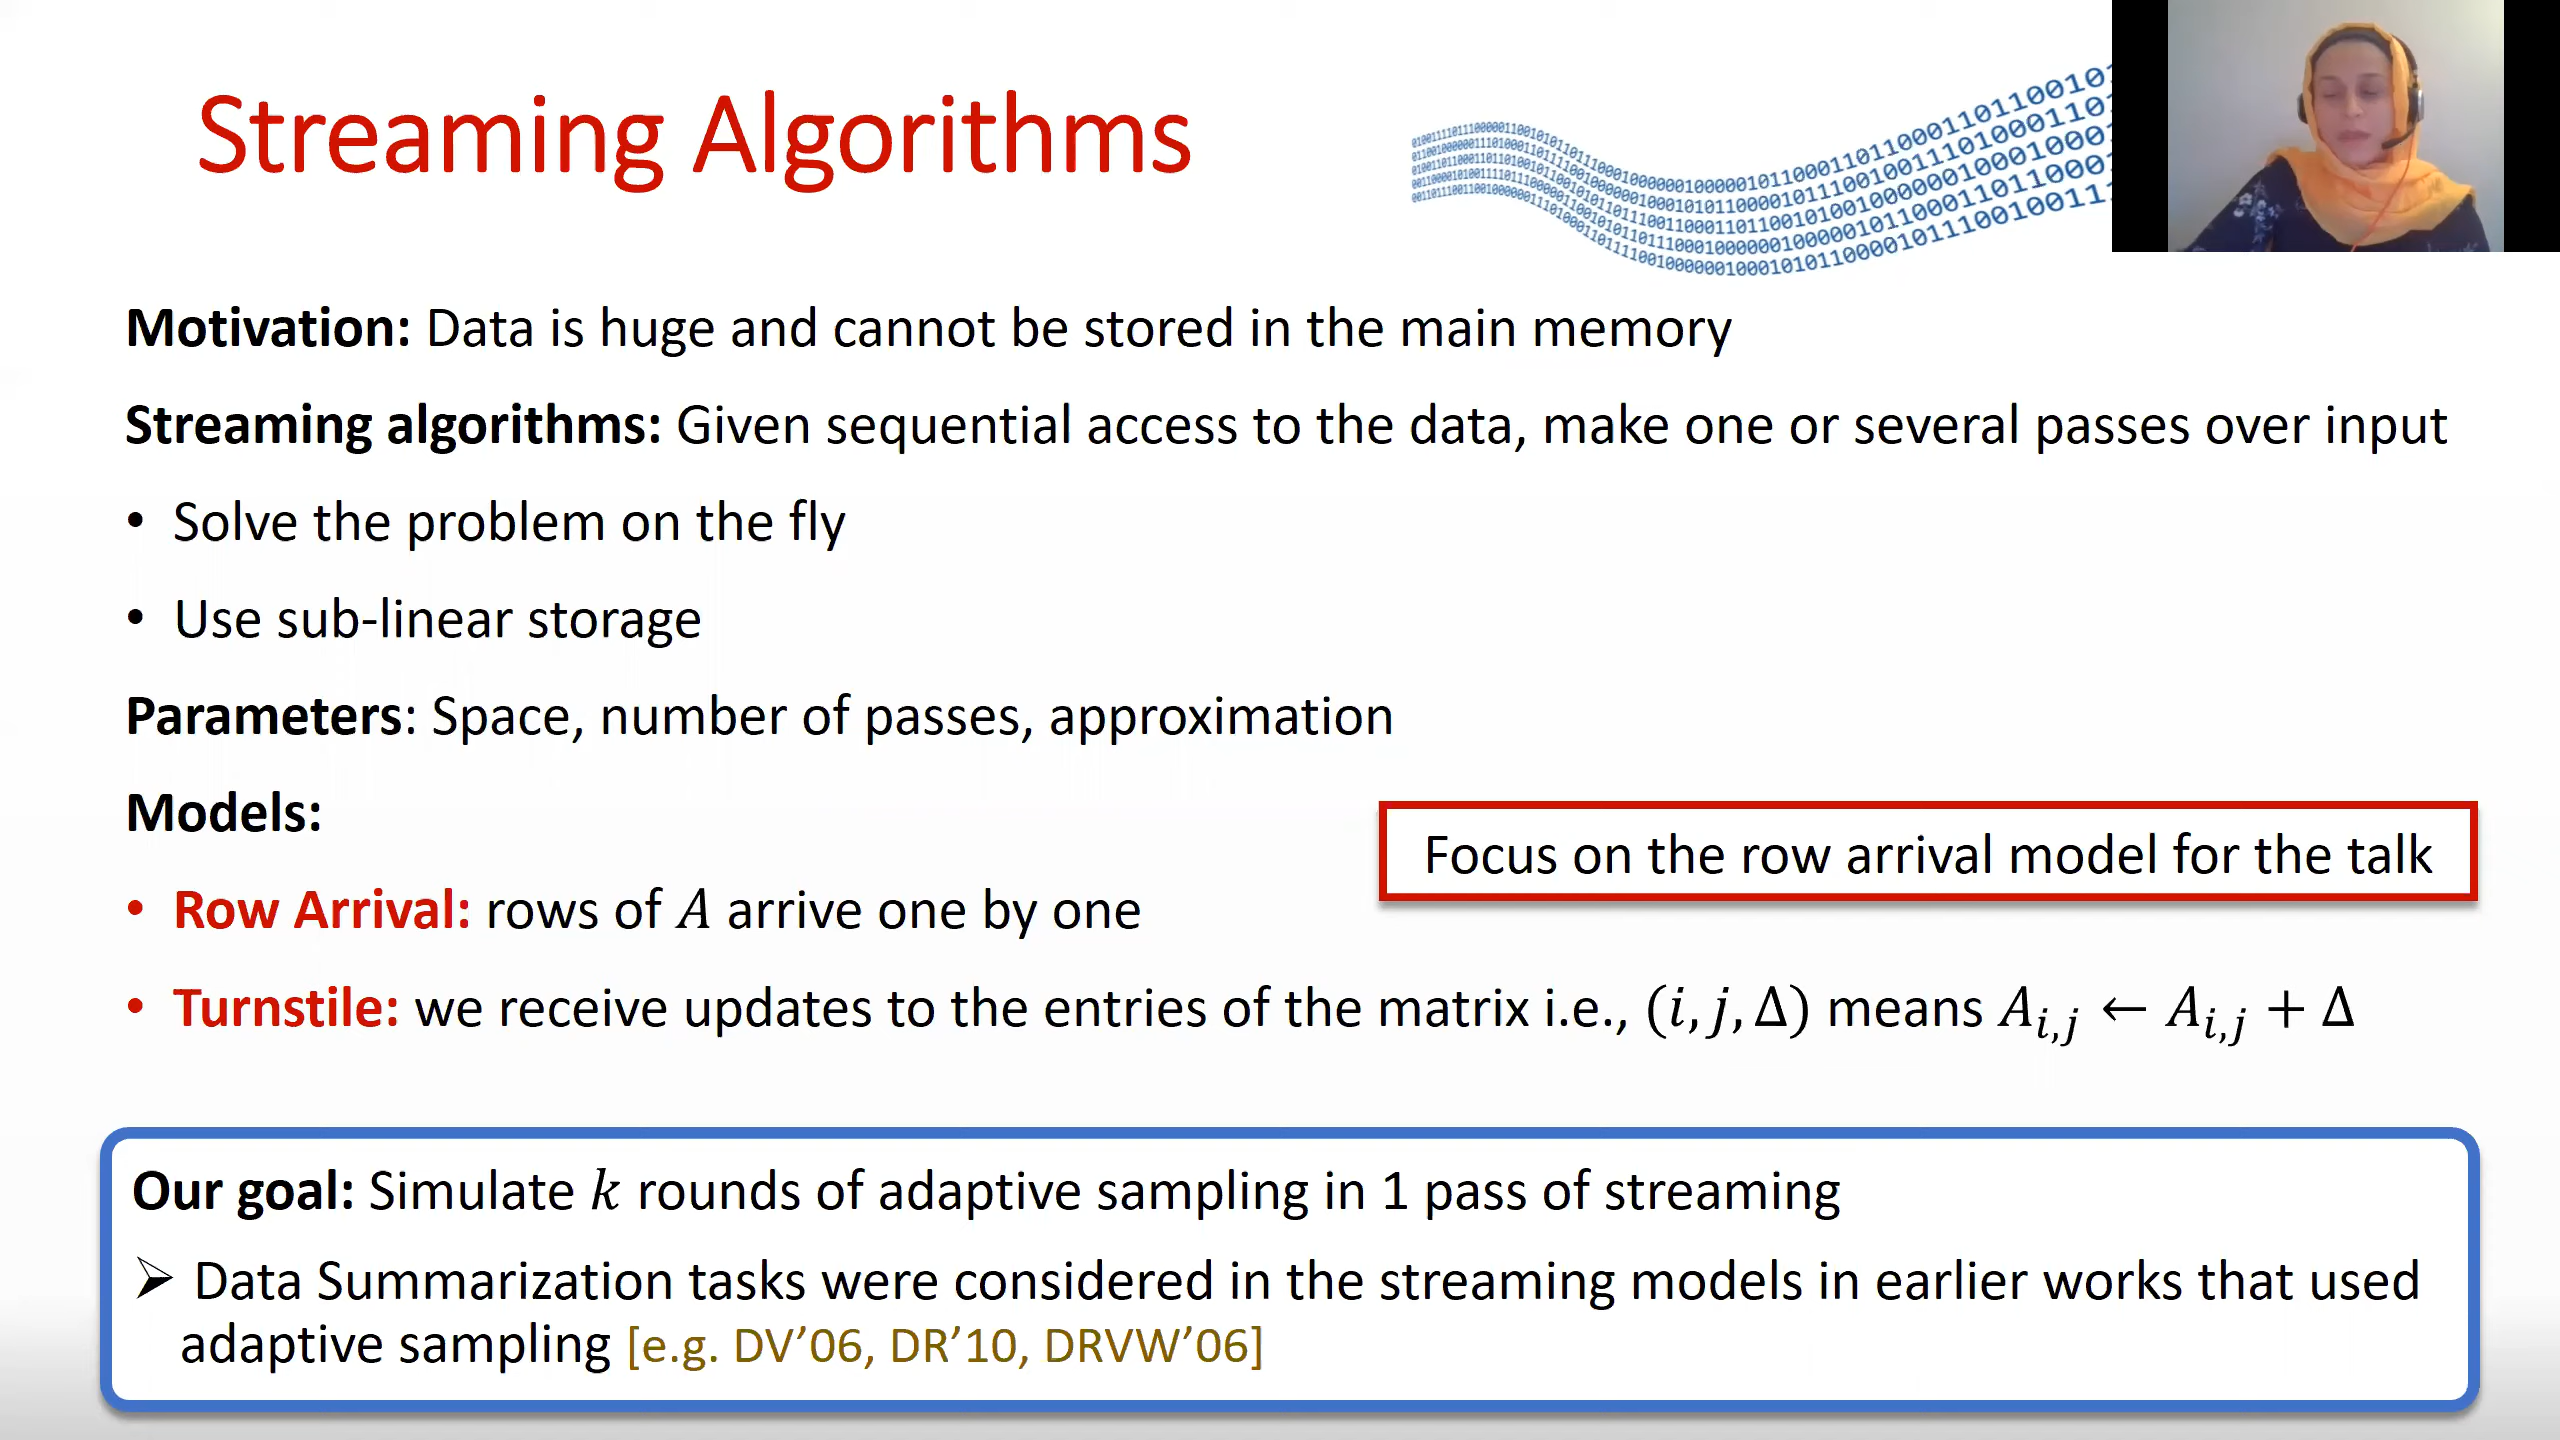 Streaming Algorithms
Motivation: Data is huge and cannot be stored in the main memory
Streaming algorithms: Given sequential access to the data, make one or several passes over input
• Solve the problem on the fly
• Use sub-linear storage
Parameters: Space, number of passes, approximation
Models:
Focus on the row arrival model for the talk
• Row Arrival: rows of A arrive one by one
• Turnstile: we receive updates to the entries of the matrix i.e., (i, j, Δ) means A_{i,j} ← A_{i,j} + Δ
Our goal: Simulate k rounds of adaptive sampling in 1 pass of streaming
➢ Data Summarization tasks were considered in the streaming models in earlier works that used
adaptive sampling [e.g. DV’06, DR’10, DRVW’06]